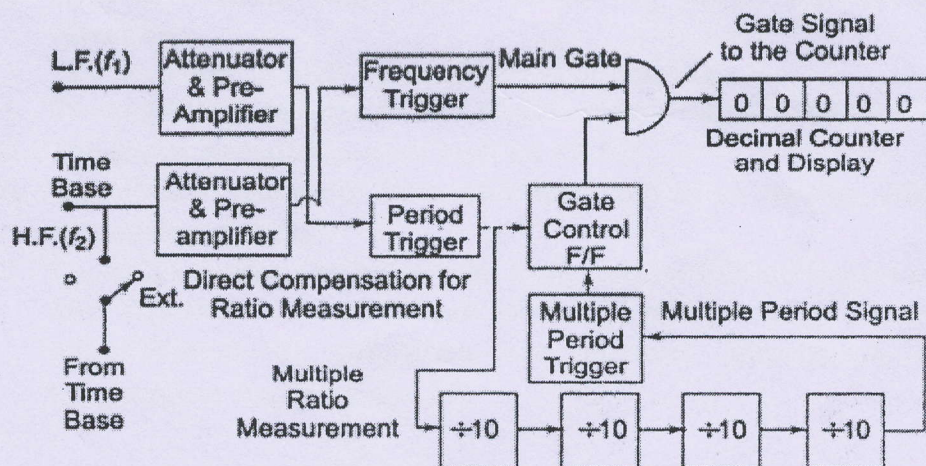 L.F.(f₁)
Attenuator
& Pre-
Amplifier
Frequency
Trigger
Main Gate
Gate Signal
to the Counter
0 0 0 0 0
Decimal Counter
and Display
Time
Base
H.F.(f₂)
Attenuator
& Pre-
amplifier
Period
Trigger
Gate
Control
F/F
Ext.
Direct Compensation for
Ratio Measurement
From
Time
Base
Multiple
Period
Trigger
Multiple Period Signal
Multiple
Ratio
Measurement
÷10
÷10
÷10
÷10